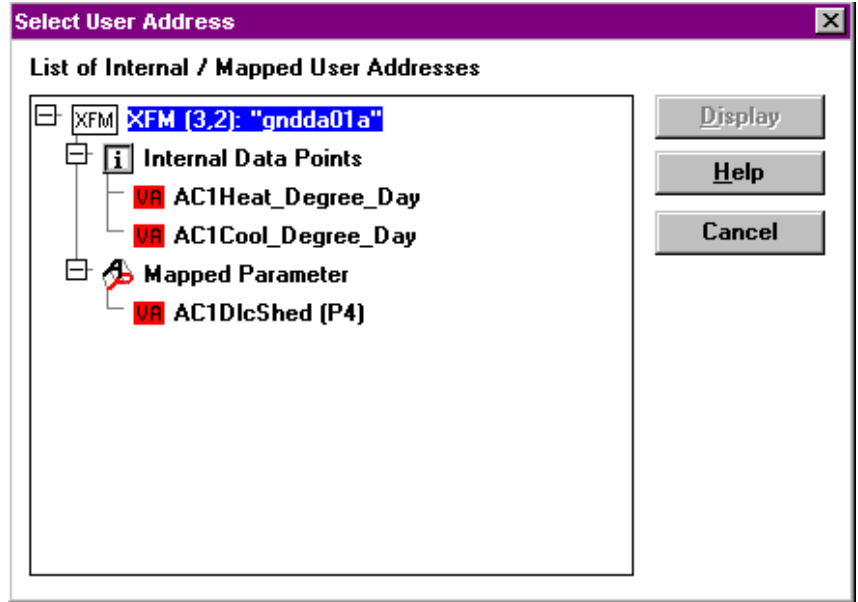 Select User Address
List of Internal / Mapped User Addresses
XFM XFM (3,2): "gndda01a"
Display
i Internal Data Points
Help
VA AC1Heat_Degree_Day
VA AC1Cool_Degree_Day
Cancel
Mapped Parameter
VA AC1DlcShed (P4)